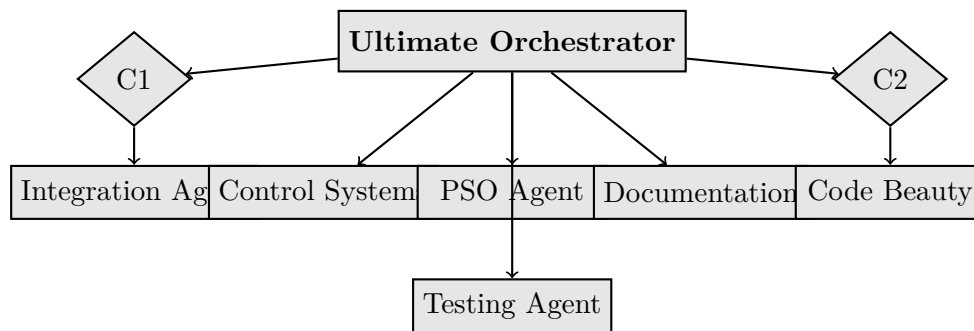 Ultimate Orchestrator
C1
C2
Integration Ag
Control System
PSO Agent
Documentation
Code Beauty
Testing Agent